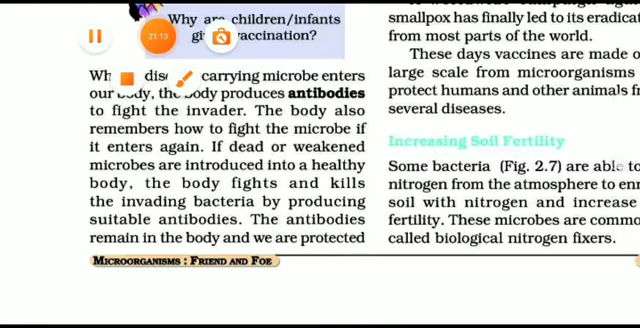 Why are children/infants
21:13
vaccination?
carrying microbe enters
our body, the body produces antibodies
to fight the invader. The body also
remembers how to fight the microbe if
it enters again. If dead or weakened
microbes are introduced into a healthy
body, the body fights and kills
the invading bacteria by producing
suitable antibodies. The antibodies
remain in the body and we are protected
MICROORGANISMS : FRIEND AND FOE
smallpox has finally led to its
from most parts of the world.
These days vaccines are made
large scale from microorganisms
protect humans and other animals
several diseases.
Increasing Soil Fertility
Some bacteria (Fig. 2.7) are able to
nitrogen from the atmosphere to
soil with nitrogen and increase
fertility. These microbes are
called biological nitrogen fixers.